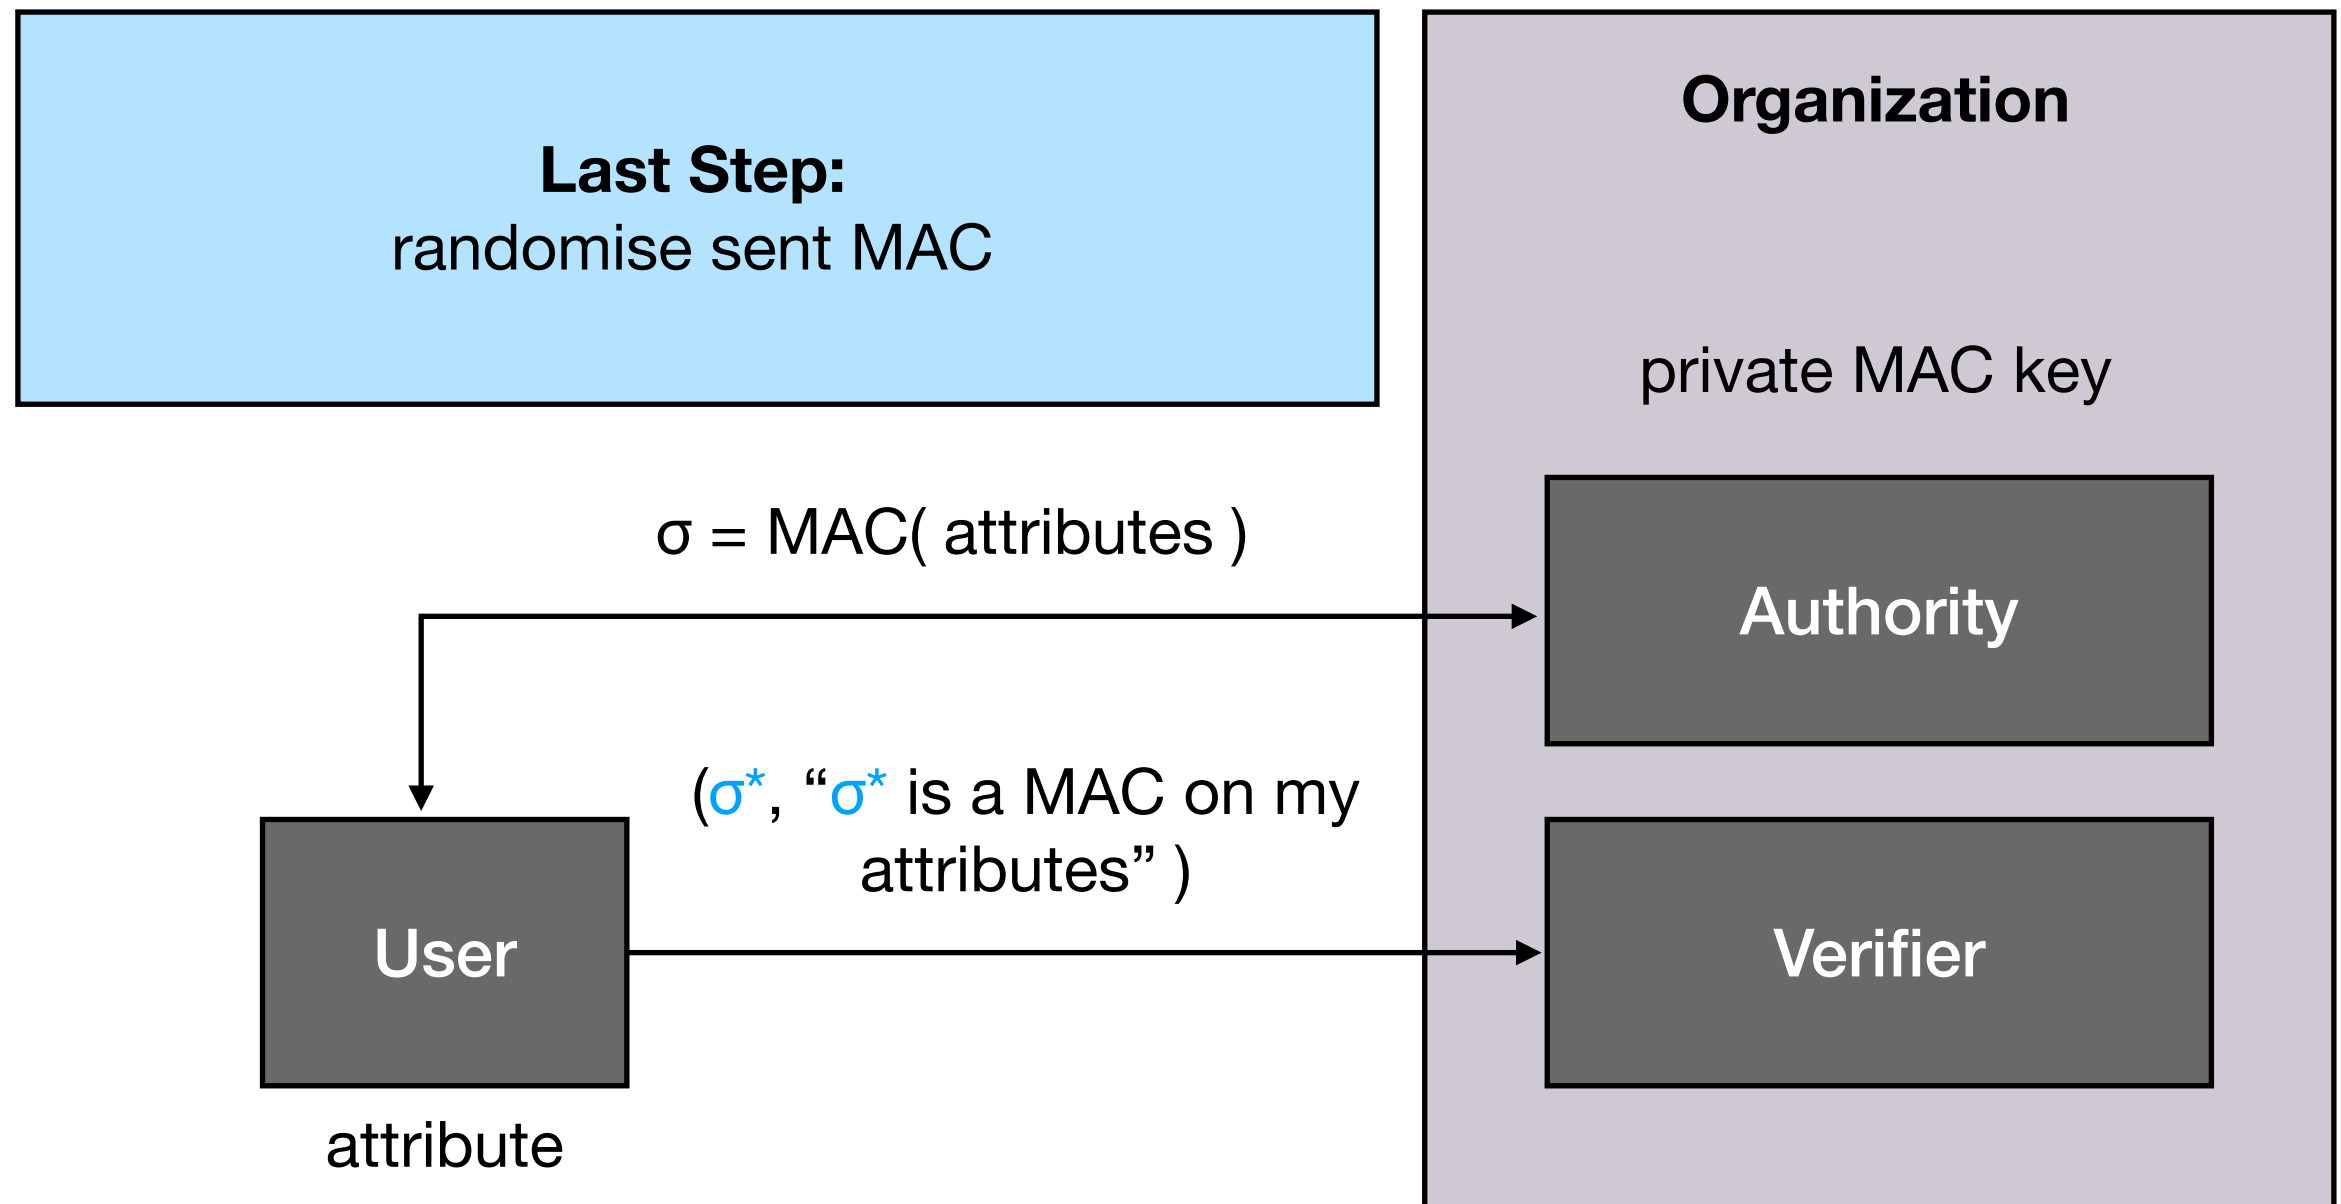 Last Step:
randomise sent MAC
Organization
private MAC key
σ = MAC( attributes )
Authority
(σ*, “σ* is a MAC on my
attributes” )
User
Verifier
attribute